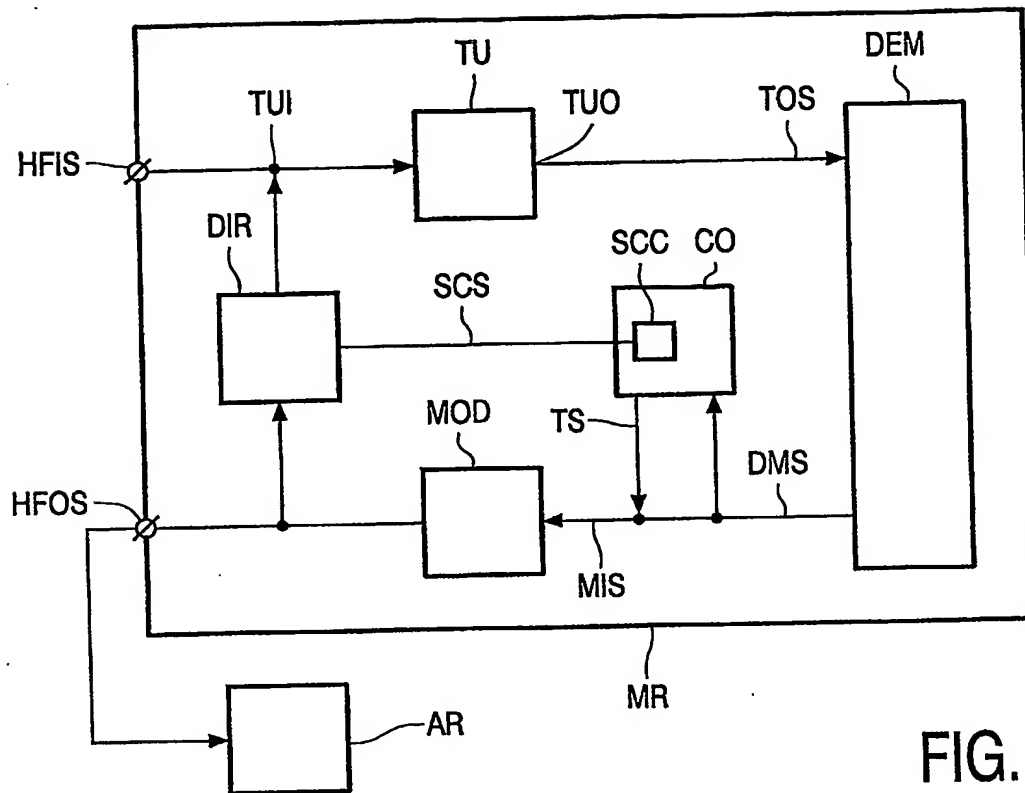 TU
DEM
TUI
TUO
TOS
HFIS
DIR
SCC
CO
SCS
MOD
TS
DMS
HFOS
MIS
MR
AR
FIG.